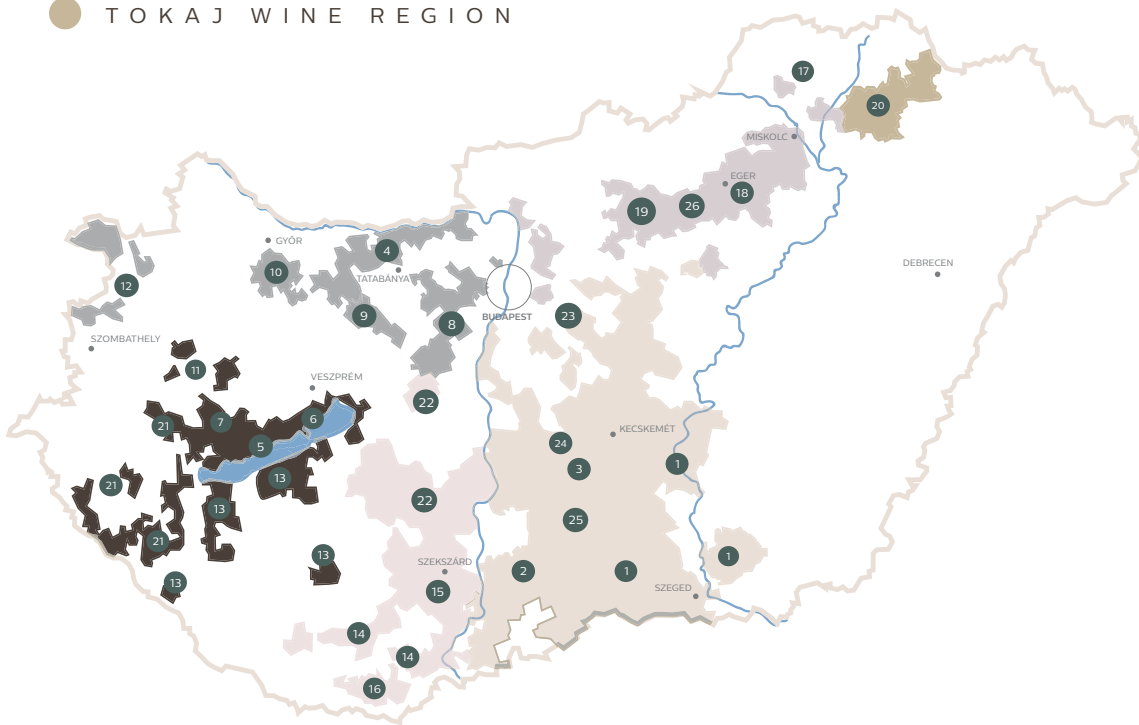 TOKAJ WINE REGION
17
20
MISKOLC
EGER
18
26
19
GYŐR
4
10
TATABÁNYA
DEBRECEN
12
9
8
BUDAPEST
23
SZOMBATHELY
11
VESZPRÉM
22
7
6
21
5
KECSKEMÉT
24
3
1
13
21
22
13
25
21
13
SZEKSZÁRD
2
1
1
SZEGED
13
15
14
14
16